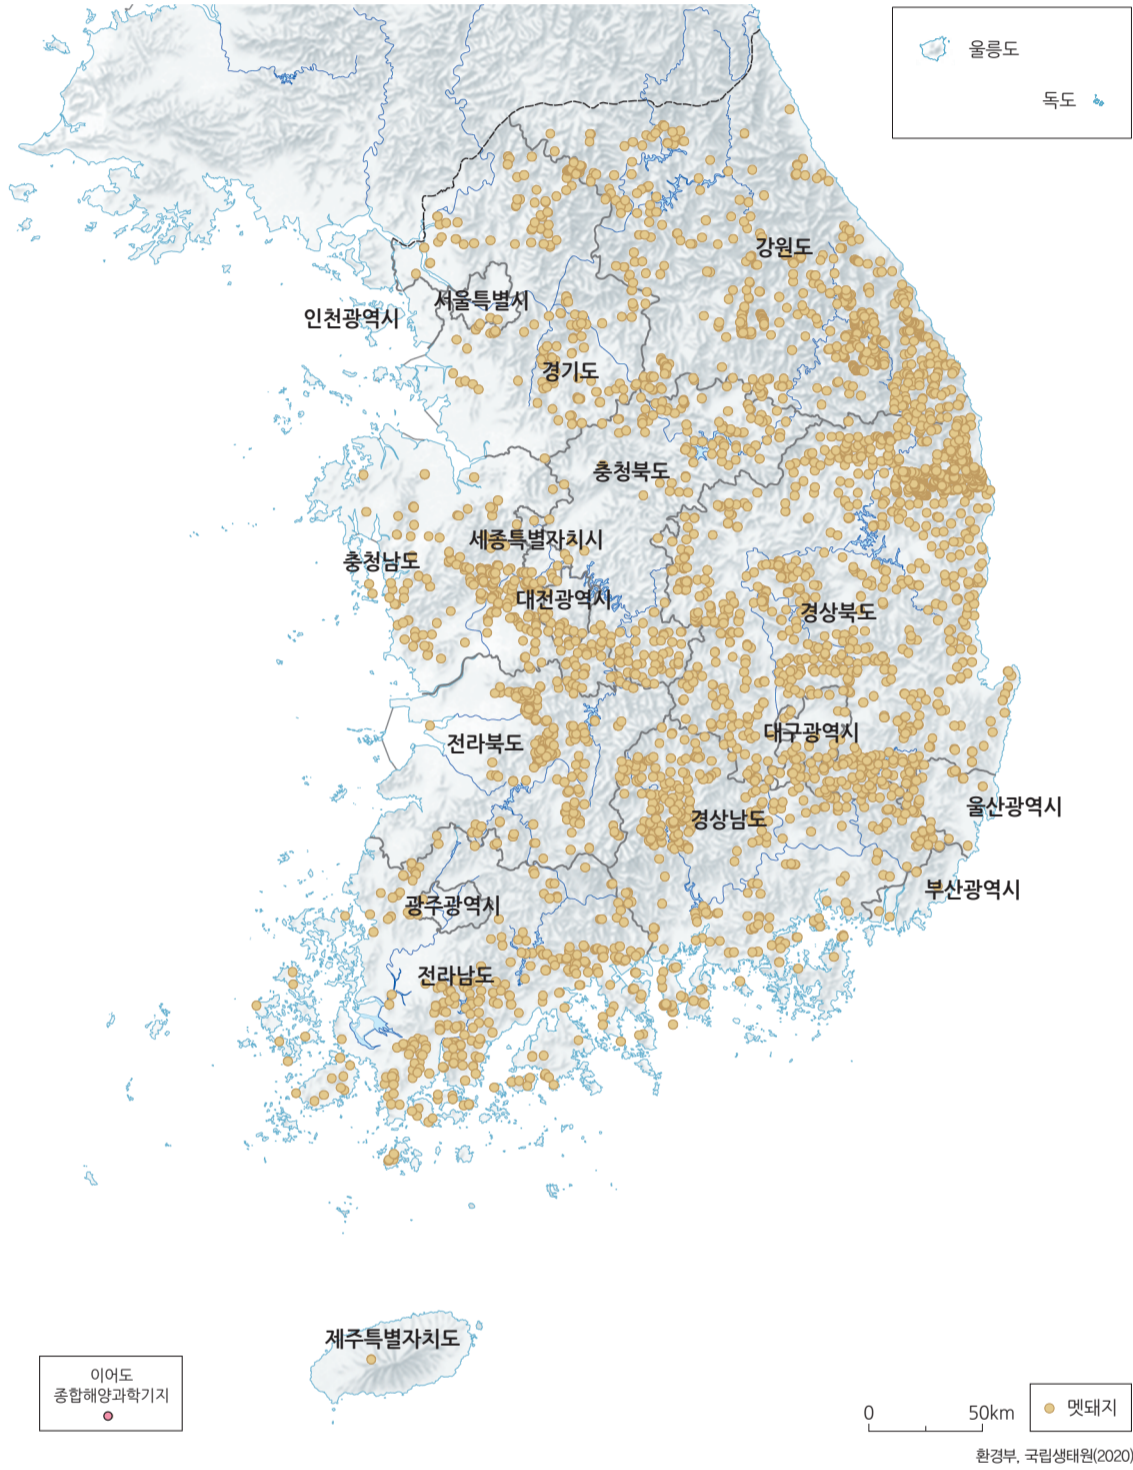 울릉도
독도
강원도
서울특별시
인천광역시
경기도
충청북도
세종특별자치시
충청남도
대전광역시
경상북도
대구광역시
전라북도
울산광역시
경상남도
부산광역시
광주광역시
전라남도
제주특별자치도
이어도
종합해양과학기지
0 50km
멧돼지
환경부, 국립생태원(2020)